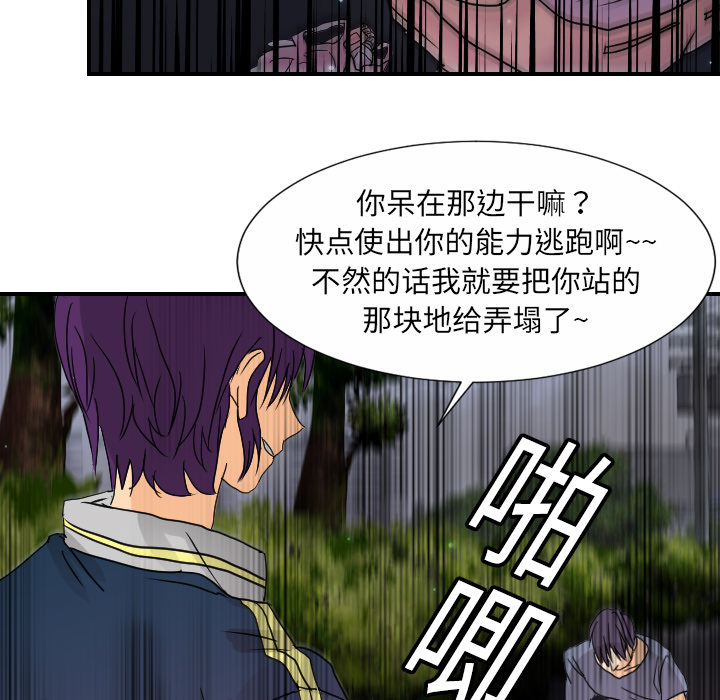 你呆在那边干嘛？
快点使出你的能力逃跑啊~~
不然的话我就要把你站的
那块地给弄塌了~
啪
唧